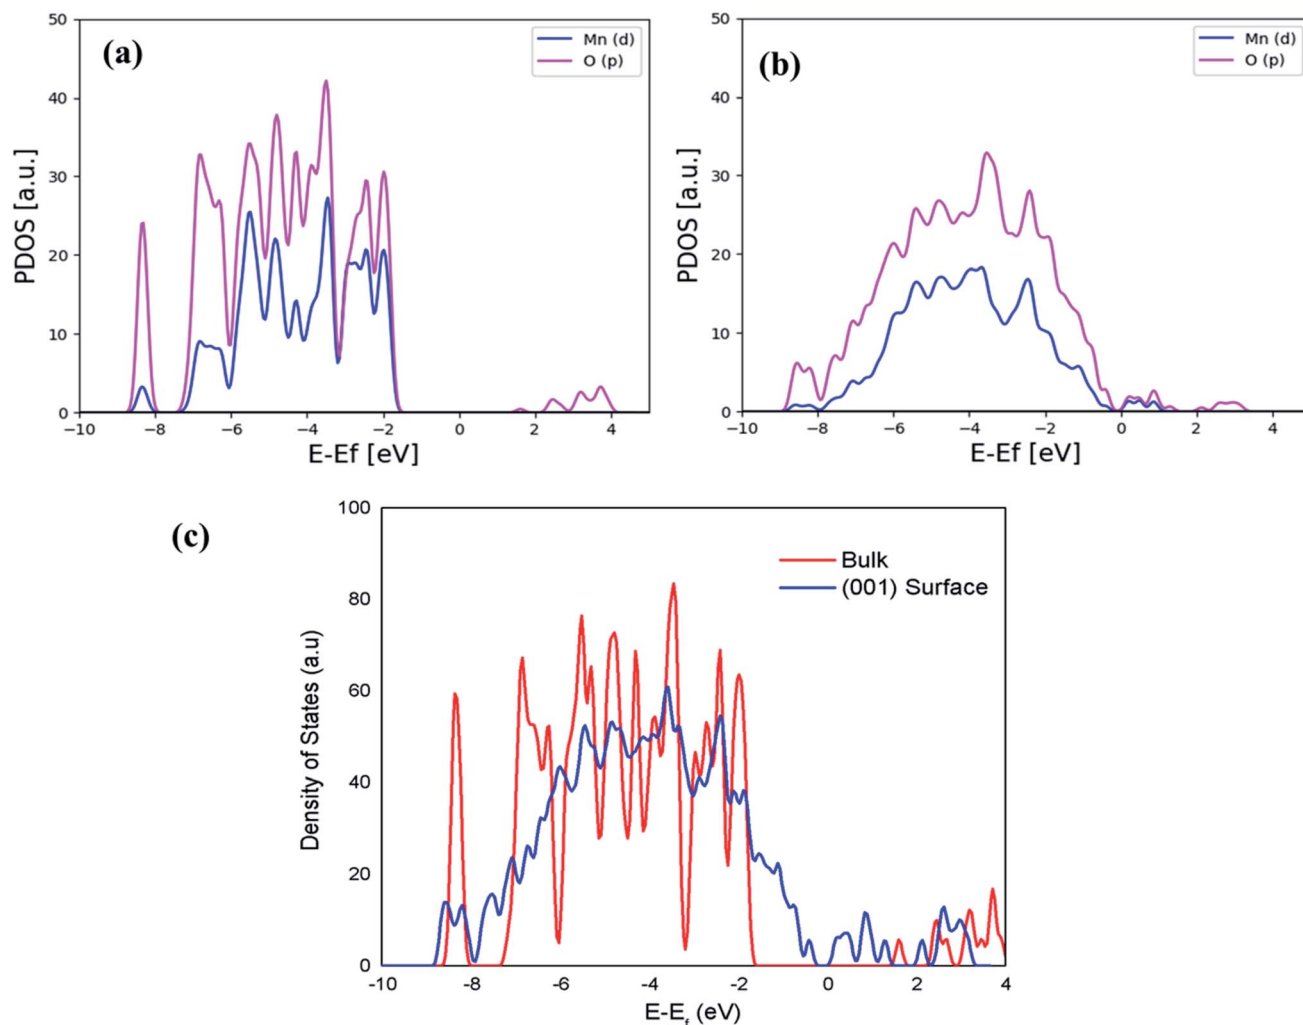 (a)
Mn (d)
O (p)
PDOS [a.u.]
50
40
30
20
10
0
−10 −8 −6 −4 −2 0 2 4
E-Ef [eV]
(b)
Mn (d)
O (p)
PDOS [a.u.]
50
40
30
20
10
0
−10 −8 −6 −4 −2 0 2 4
E-Ef [eV]
(c)
Bulk
(001) Surface
Density of States (a.u)
100
80
60
40
20
0
-10 -8 -6 -4 -2 0 2 4
E-Ef (eV)